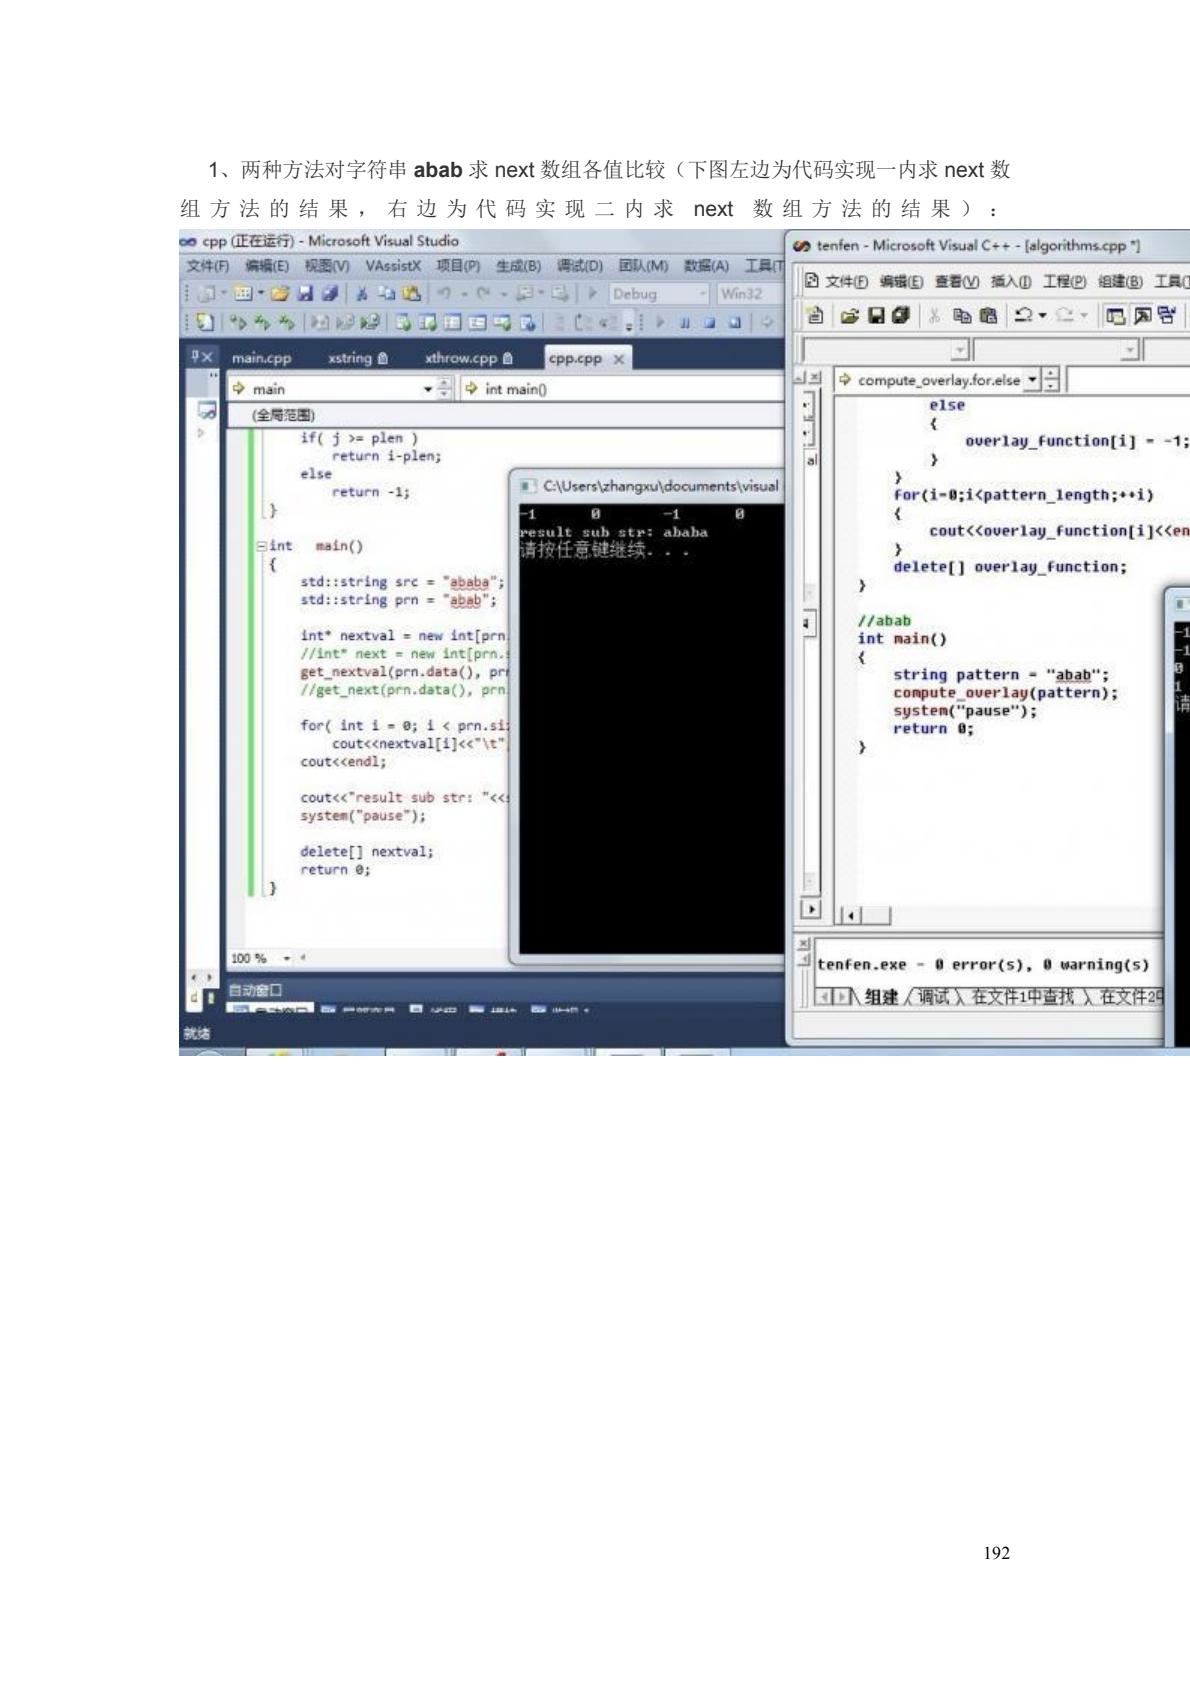 1、两种方法对字符串 abab 求 next 数组各值比较（下图左边为代码实现一内求 next 数
组方法的结果，右边为代码实现二内求 next 数组方法的结果）：
cpp (正在运行) - Microsoft Visual Studio
文件(F) 编辑(E) 视图(V) VAssistX 项目(P) 生成(B) 调试(D) 团队(M) 数据(A) 工具(T
Debug Win32
main.cpp xstring xthrow.cpp cpp.cpp
main int main()
(全局范围)
if( j >= plen )
return i-plen;
else
return -1;
}
int main()
{
std::string src = "ababa";
std::string prn = "abab";
int* nextval = new int[prn.
//int* next = new int[prn.s
get_nextval(prn.data(), prn
//get_next(prn.data(), prn.
for( int i = 0; i < prn.siz
cout<<nextval[i]<<"\t"
cout<<endl;
cout<<"result sub str: "<<s
system("pause");
delete[] nextval;
return 0;
}
100 %
自动窗口
就绪
C:\Users\zhangxu\documents\visual
-1 0 -1 0
result sub str: ababa
请按任意键继续. . .
tenfen - Microsoft Visual C++ - [algorithms.cpp *]
文件(F) 编辑(E) 查看(V) 插入(I) 工程(P) 组建(B) 工具(
compute_overlay.for.else
al
else
{
overlay_function[i] = -1;
}
}
for(i=0;i<pattern_length;++i)
{
cout<<overlay_function[i]<<en
}
delete[] overlay_function;
}
//abab
int main()
{
string pattern = "abab";
compute_overlay(pattern);
system("pause");
return 0;
}
-1
-1
0
1
请
tenfen.exe - 0 error(s), 0 warning(s)
组建 调试 在文件1中查找 在文件2中
192